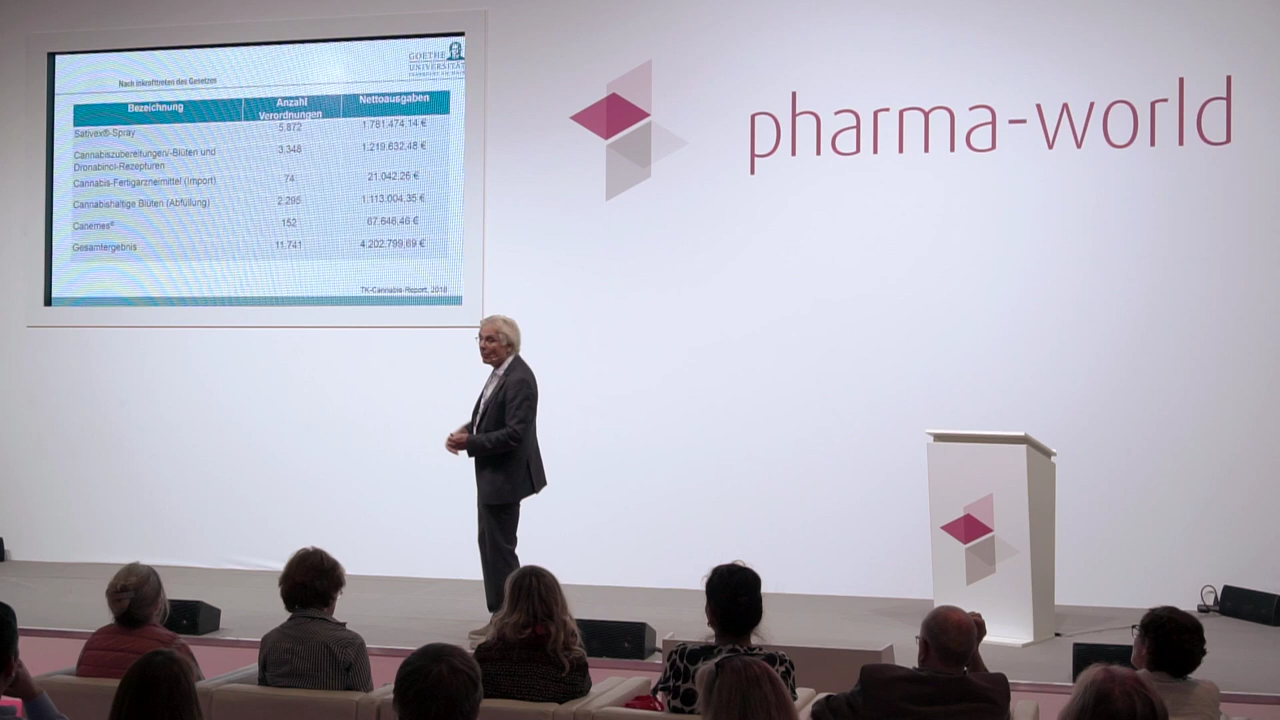 GOETHE
UNIVERSITÄT
FRANKFURT AM MAIN
Nach Inkrafttreten des Gesetzes
Bezeichnung Anzahl Verordnungen Nettoausgaben
Sativex®-Spray 5.872 1.781.474,14 €
Cannabiszubereitungen/-Blüten und 3.348 1.219.632,48 €
Dronabinol-Rezepturen
Cannabis-Fertigarzneimittel (Import) 74 21.042,26 €
Cannabishaltige Blüten (Abfüllung) 2.295 1.113.004,35 €
Canemes® 152 67.646,46 €
Gesamtergebnis 11.741 4.202.799,69 €
TK-Cannabis-Report, 2018
pharma-world